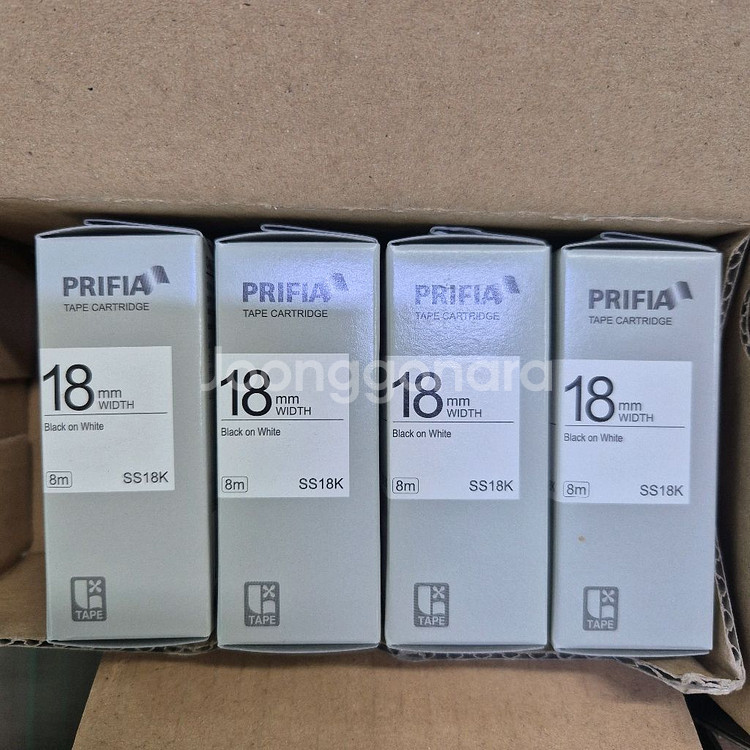 PRIFIA
TAPE CARTRIDGE
18 mm WIDTH
Black on White
8m SS18K
TAPE
PRIFIA
TAPE CARTRIDGE
18 mm WIDTH
Black on White
8m SS18K
TAPE
PRIFIA
TAPE CARTRIDGE
18 mm WIDTH
Black on White
8m SS18K
TAPE
PRIFIA
TAPE CARTRIDGE
18 mm WIDTH
Black on White
8m SS18K
TAPE
Joonggonara